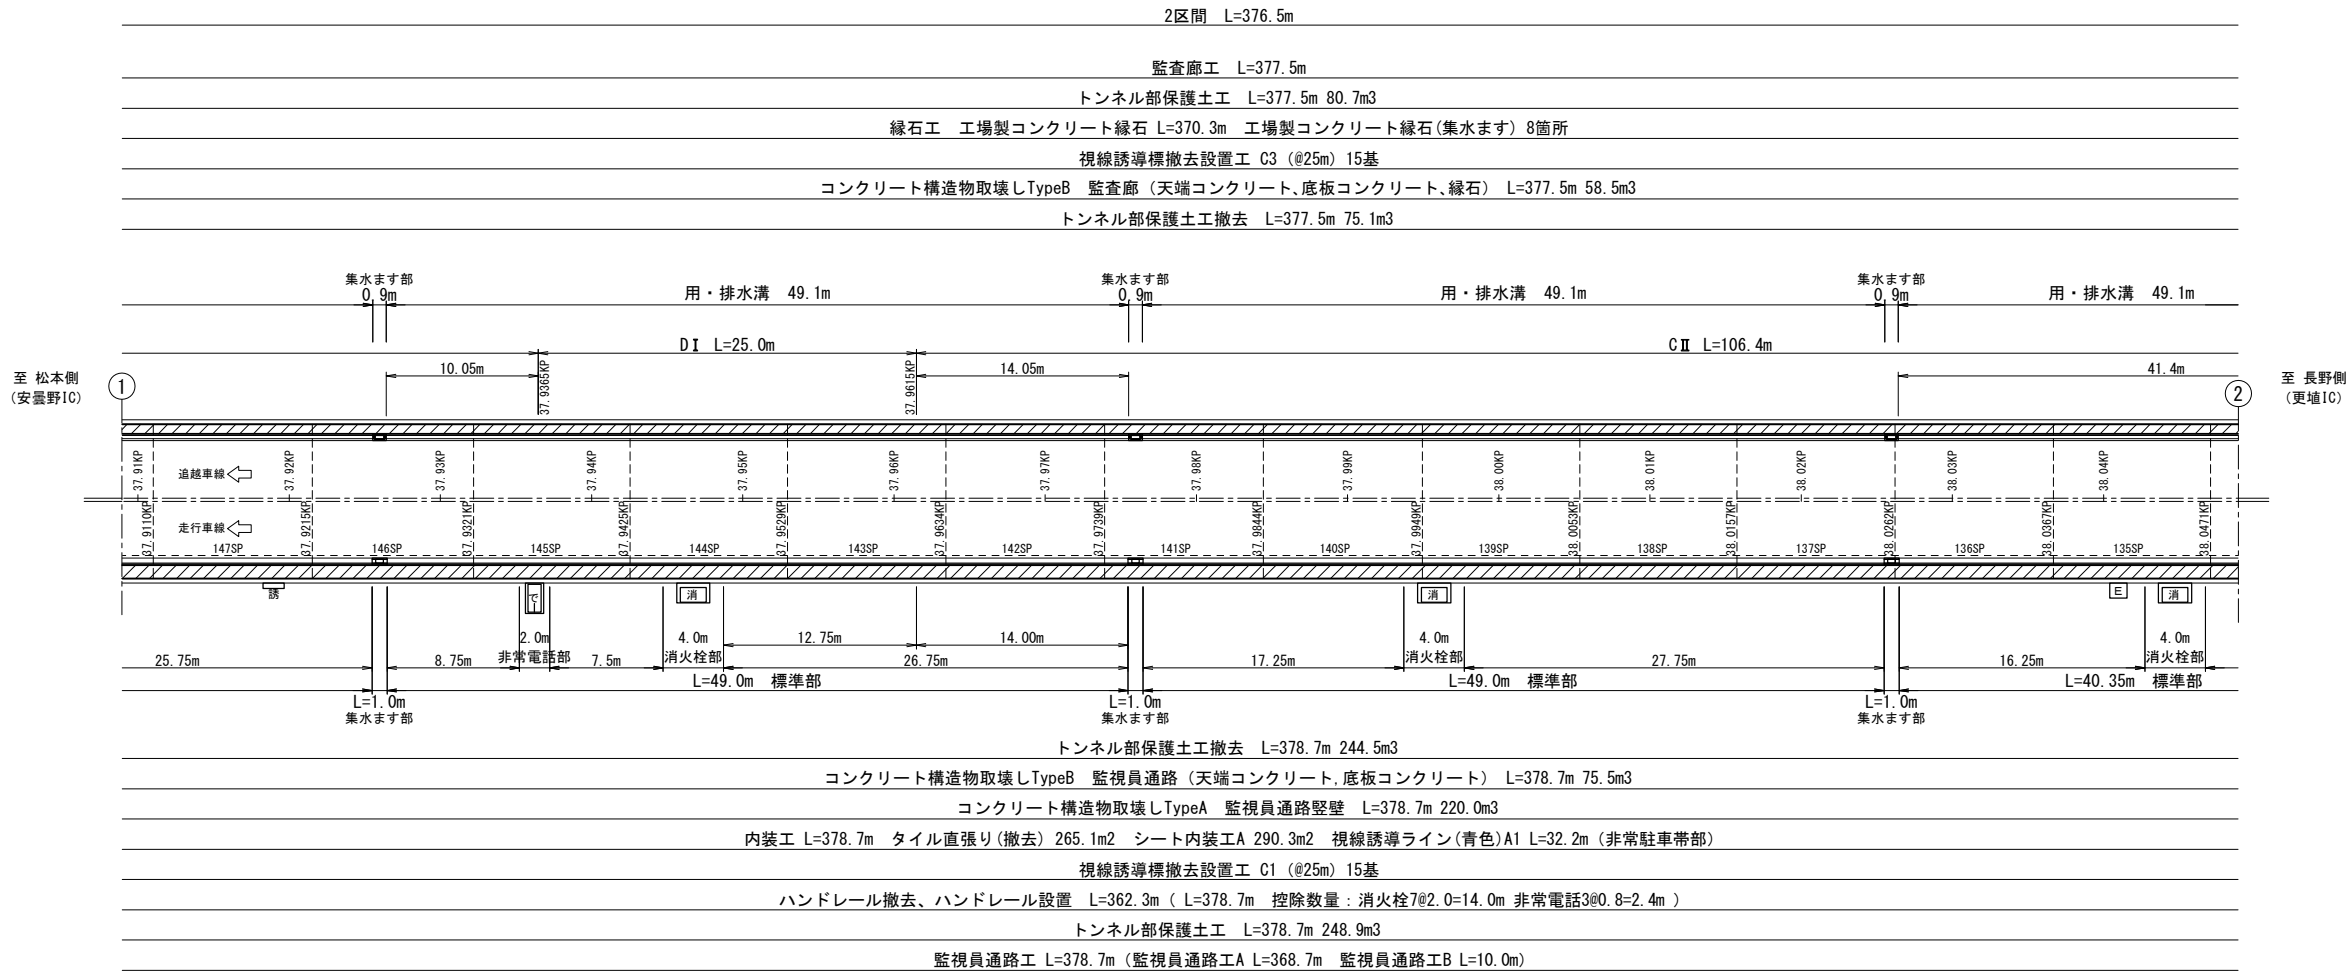 2区間 L=376.5m
監査廊工 L=377.5m
トンネル部保護土工 L=377.5m 80.7m3
縁石工 工場製コンクリート縁石 L=370.3m 工場製コンクリート縁石(集水ます) 8箇所
視線誘導標撤去設置工 C3 (@25m) 15基
コンクリート構造物取壊しTypeB 監査廊（天端コンクリート、底板コンクリート、縁石） L=377.5m 58.5m3
トンネル部保護土工撤去 L=377.5m 75.1m3
集水ます部 集水ます部 集水ます部
0.9m 用・排水溝 49.1m 0.9m 用・排水溝 49.1m 0.9m 用・排水溝 49.1m
DⅠ L=25.0m CⅡ L=106.4m
10.05m 37.9365KP 37.9615KP 14.05m 41.4m
至 松本側 ① ② 至 長野側
(安曇野IC) (更埴IC)
追越車線
37.91KP 37.92KP 37.93KP 37.94KP 37.95KP 37.96KP 37.97KP 37.98KP 37.99KP 38.00KP 38.01KP 38.02KP 38.03KP 38.04KP
走行車線
37.9110KP 37.9215KP 37.9321KP 37.9425KP 37.9529KP 37.9634KP 37.9739KP 37.9844KP 37.9949KP 38.0053KP 38.0157KP 38.0262KP 38.0367KP 38.0471KP
147SP 146SP 145SP 144SP 143SP 142SP 141SP 140SP 139SP 138SP 137SP 136SP 135SP
誘 で 消 消 E 消
2.0m 4.0m 12.75m 14.00m 4.0m 4.0m
非常電話部 消火栓部 消火栓部 消火栓部
25.75m 8.75m 7.5m 26.75m 17.25m 27.75m 16.25m
L=49.0m 標準部 L=49.0m 標準部 L=40.35m 標準部
L=1.0m L=1.0m L=1.0m
集水ます部 集水ます部 集水ます部
トンネル部保護土工撤去 L=378.7m 244.5m3
コンクリート構造物取壊しTypeB 監視員通路（天端コンクリート,底板コンクリート） L=378.7m 75.5m3
コンクリート構造物取壊しTypeA 監視員通路竪壁 L=378.7m 220.0m3
内装工 L=378.7m タイル直張り(撤去) 265.1m2 シート内装工A 290.3m2 視線誘導ライン(青色)A1 L=32.2m (非常駐車帯部)
視線誘導標撤去設置工 C1 (@25m) 15基
ハンドレール撤去、ハンドレール設置 L=362.3m ( L=378.7m 控除数量：消火栓7@2.0=14.0m 非常電話3@0.8=2.4m )
トンネル部保護土工 L=378.7m 248.9m3
監視員通路工 L=378.7m (監視員通路工A L=368.7m 監視員通路工B L=10.0m)